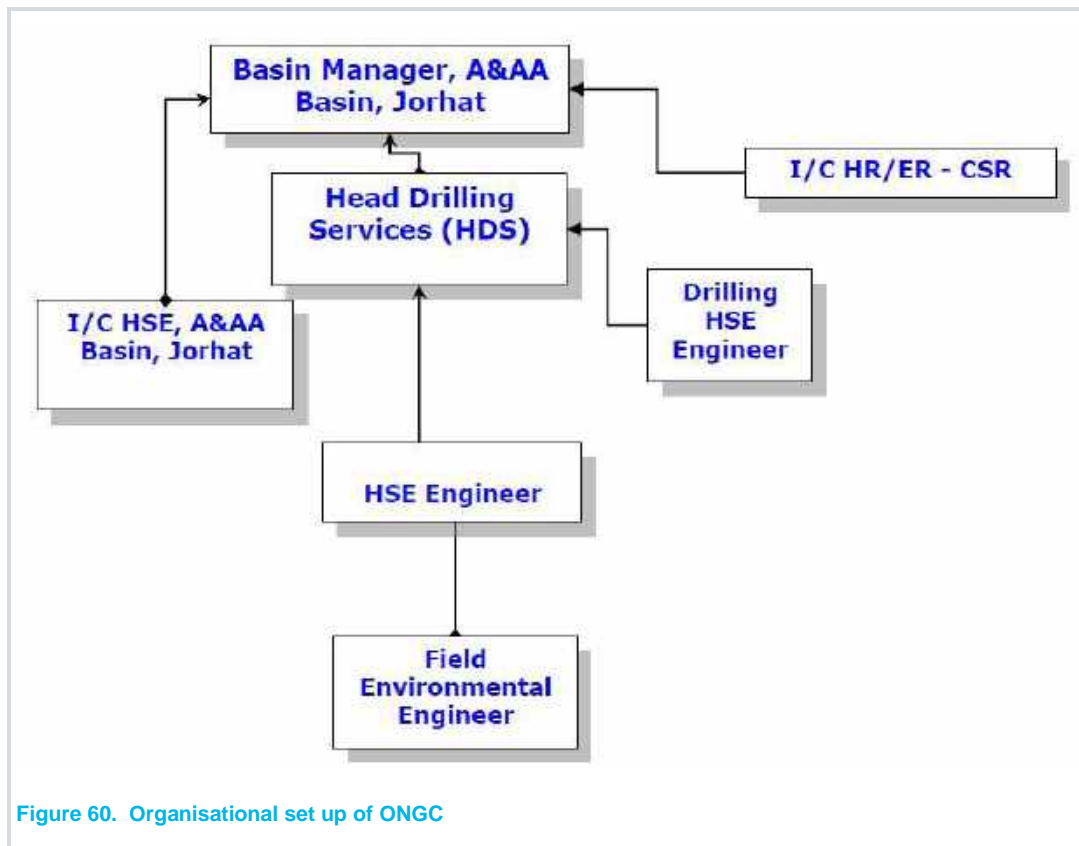 Basin Manager, A&AA
Basin, Jorhat
I/C HR/ER - CSR
Head Drilling
Services (HDS)
Drilling
HSE
Engineer
I/C HSE, A&AA
Basin, Jorhat
HSE Engineer
Field
Environmental
Engineer
Figure 60. Organisational set up of ONGC